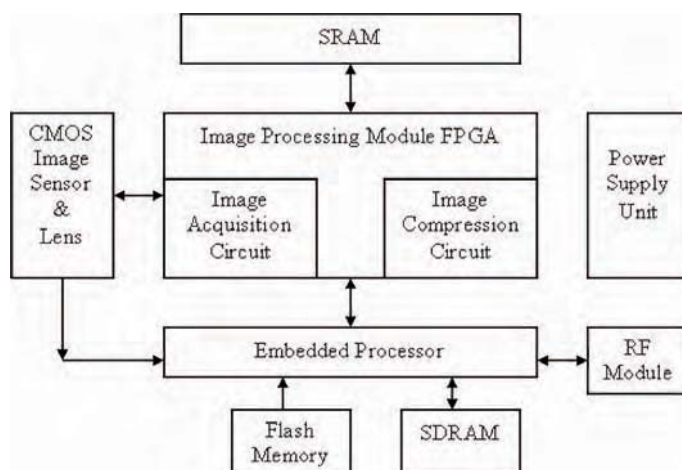 SRAM
CMOS
Image
Sensor
&
Lens
Image Processing Module FPGA
Image
Acquisition
Circuit
Image
Compression
Circuit
Power
Supply
Unit
Embedded Processor
RF
Module
Flash
Memory
SDRAM